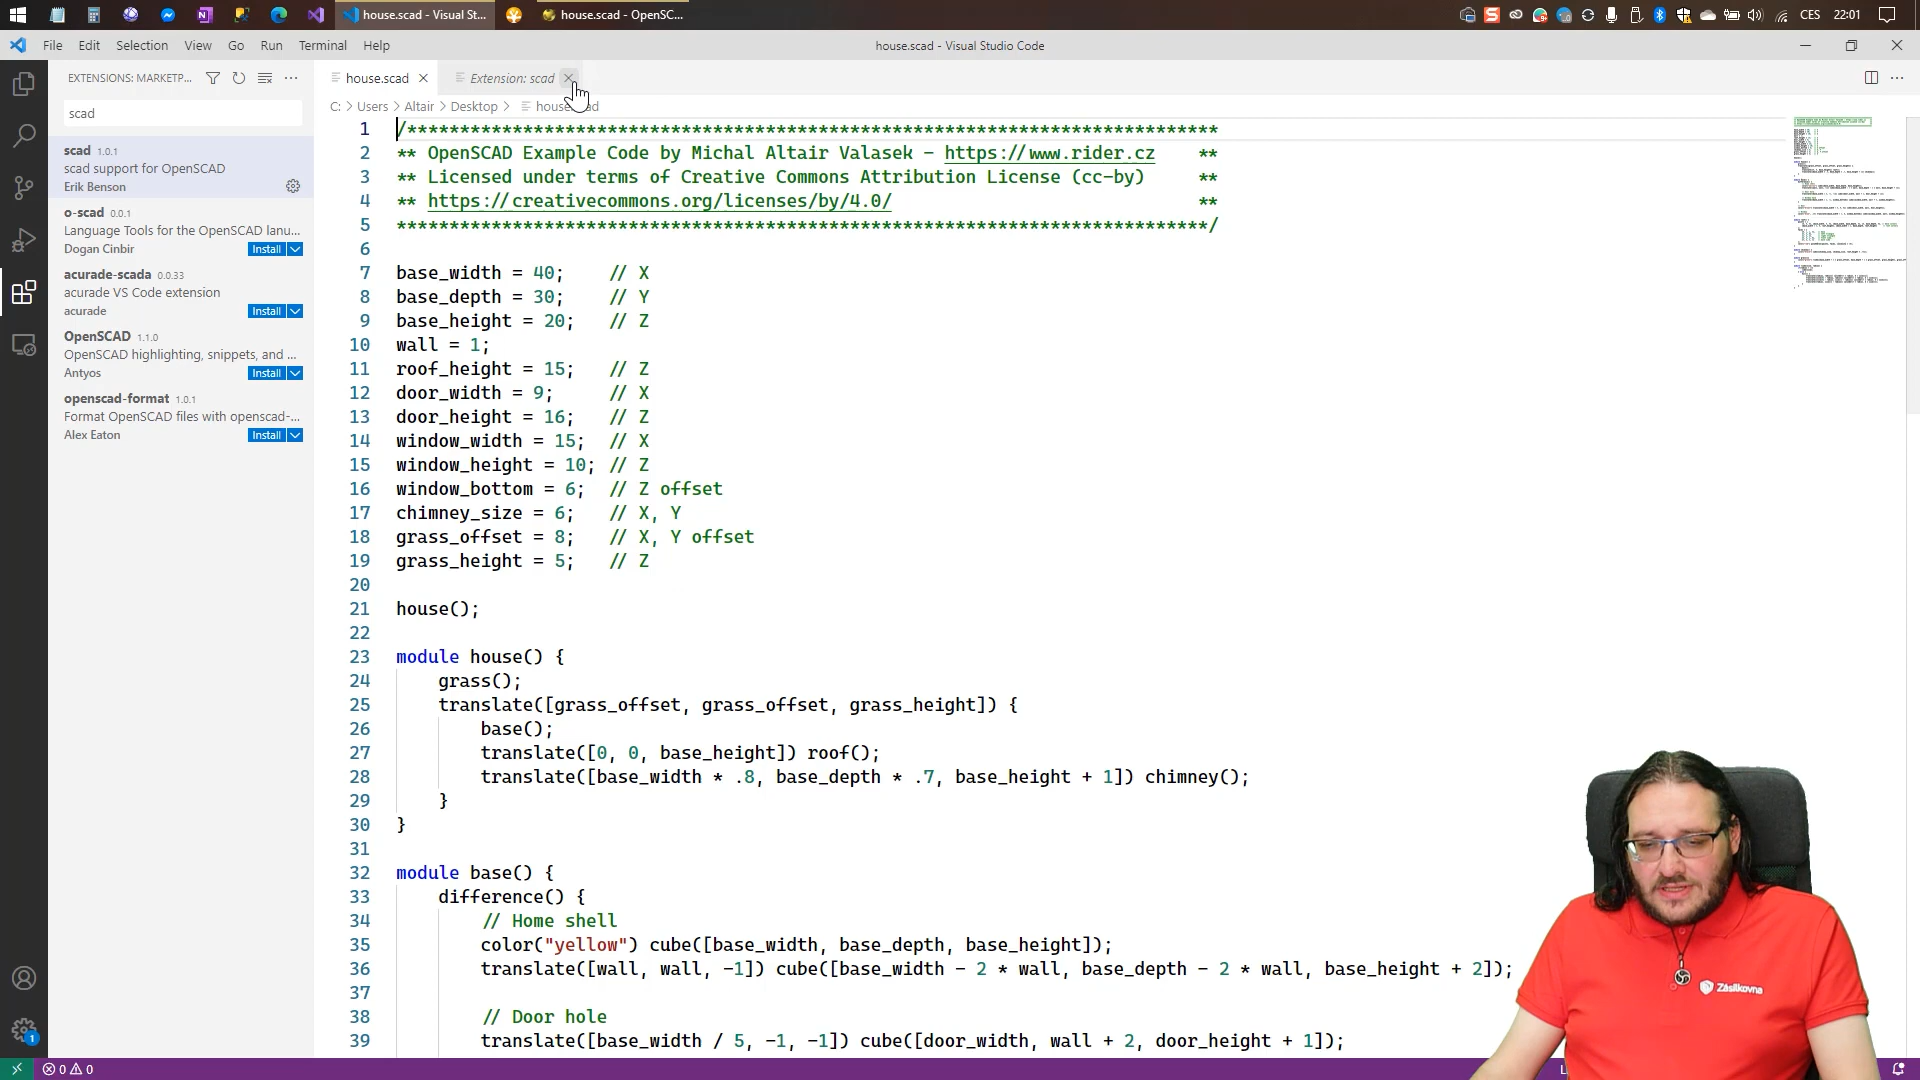 house.scad - Visual St...
house.scad - OpenSC...
CES
22:01
File Edit Selection View Go Run Terminal Help
house.scad - Visual Studio Code
EXTENSIONS: MARKETP...
house.scad
Extension: scad
scad
C: > Users > Altair > Desktop >
scad 1.0.1
scad support for OpenSCAD
Erik Benson
o-scad 0.0.1
Language Tools for the OpenSCAD lanu...
Dogan Cinbir
Install
acurade-scada 0.0.33
acurade VS Code extension
acurade
Install
OpenSCAD 1.1.0
OpenSCAD highlighting, snippets, and ...
Antyos
Install
openscad-format 1.0.1
Format OpenSCAD files with openscad-...
Alex Eaton
Install
1 /****************************************************************************
2 ** OpenSCAD Example Code by Michal Altair Valasek - https://www.rider.cz    **
3 ** Licensed under terms of Creative Commons Attribution License (cc-by)     **
4 ** https://creativecommons.org/licenses/by/4.0/                             **
5 *****************************************************************************/
6
7 base_width = 40;    // X
8 base_depth = 30;    // Y
9 base_height = 20;   // Z
10 wall = 1;
11 roof_height = 15;   // Z
12 door_width = 9;     // X
13 door_height = 16;   // Z
14 window_width = 15;  // X
15 window_height = 10; // Z
16 window_bottom = 6;  // Z offset
17 chimney_size = 6;   // X, Y
18 grass_offset = 8;   // X, Y offset
19 grass_height = 5;   // Z
20
21 house();
22
23 module house() {
24     grass();
25     translate([grass_offset, grass_offset, grass_height]) {
26         base();
27         translate([0, 0, base_height]) roof();
28         translate([base_width * .8, base_depth * .7, base_height + 1]) chimney();
29     }
30 }
31
32 module base() {
33     difference() {
34         // Home shell
35         color("yellow") cube([base_width, base_depth, base_height]);
36         translate([wall, wall, -1]) cube([base_width - 2 * wall, base_depth - 2 * wall, base_height + 2]);
37
38         // Door hole
39         translate([base_width / 5, -1, -1]) cube([door_width, wall + 2, door_height + 1]);
Zásilkovna
1
0 0